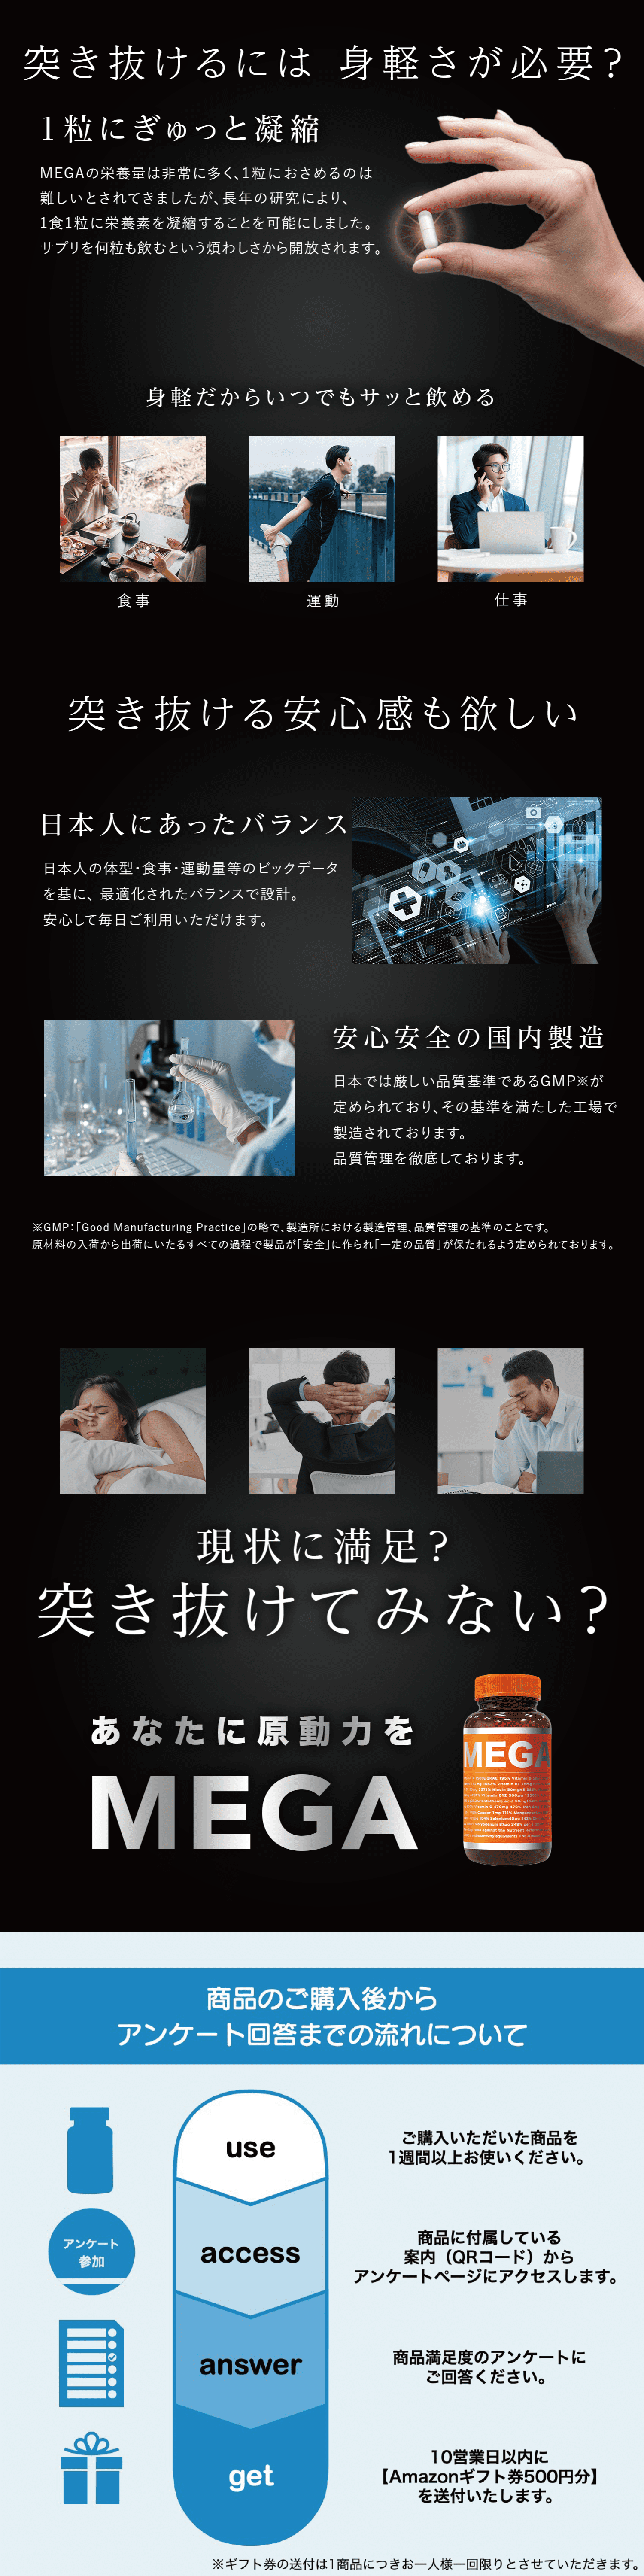 突き抜けるには 身軽さが必要？
1粒にぎゅっと凝縮
MEGAの栄養量は非常に多く、1粒におさめるのは
難しいとされてきましたが、長年の研究により、
1食1粒に栄養素を凝縮することを可能にしました。
サプリを何粒も飲むという煩わしさから開放されます。
身軽だからいつでもサッと飲める
食事
運動
仕事
突き抜ける安心感も欲しい
日本人にあったバランス
日本人の体型・食事・運動量等のビックデータ
を基に、最適化されたバランスで設計。
安心して毎日ご利用いただけます。
安心安全の国内製造
日本では厳しい品質基準であるGMP※が
定められており、その基準を満たした工場で
製造されております。
品質管理を徹底しております。
※GMP：「Good Manufacturing Practice」の略で、製造所における製造管理、品質管理の基準のことです。
原材料の入荷から出荷にいたるすべての過程で製品が「安全」に作られ「一定の品質」が保たれるよう定められております。
現状に満足？
突き抜けてみない？
あなたに原動力を
MEGA
MEGA
商品のご購入後から
アンケート回答までの流れについて
use
ご購入いただいた商品を
1週間以上お使いください。
アンケート
参加
access
商品に付属している
案内（QRコード）から
アンケートページにアクセスします。
answer
商品満足度のアンケートに
ご回答ください。
get
10営業日以内に
【Amazonギフト券500円分】
を送付いたします。
※ギフト券の送付は1商品につきお一人様一回限りとさせていただきます。